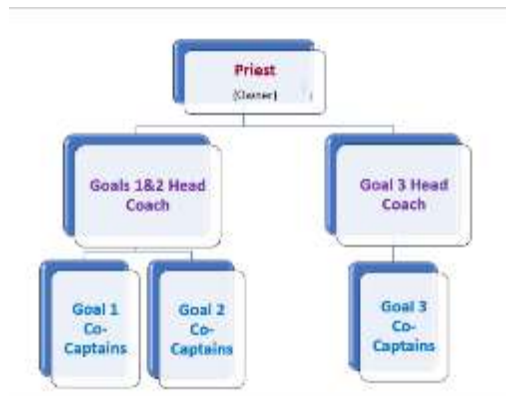 Priest
(Owner)
Goals 1&2 Head
Coach
Goal 3 Head
Coach
Goal 1
Co-
Captains
Goal 2
Co-
Captains
Goal 3
Co-
Captains